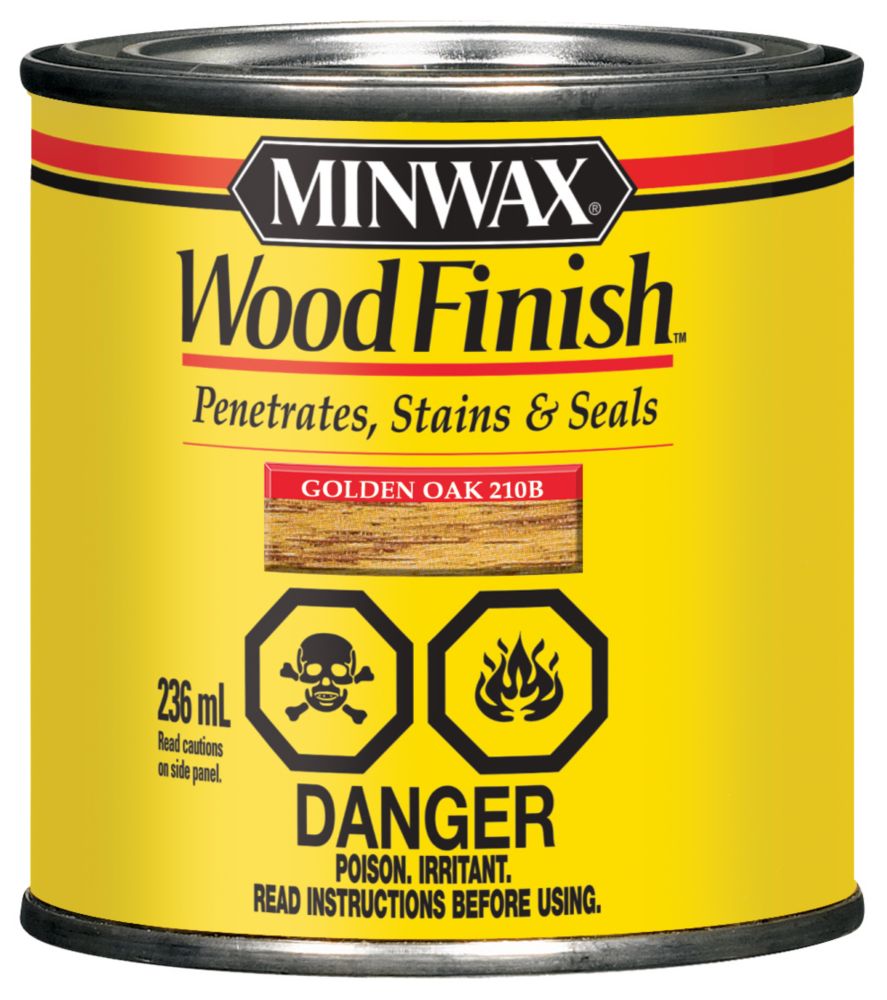 MINWAX®
Wood Finish™
Penetrates, Stains & Seals
GOLDEN OAK 210B
236 mL
Read cautions
on side panel.
DANGER
POISON. IRRITANT.
READ INSTRUCTIONS BEFORE USING.